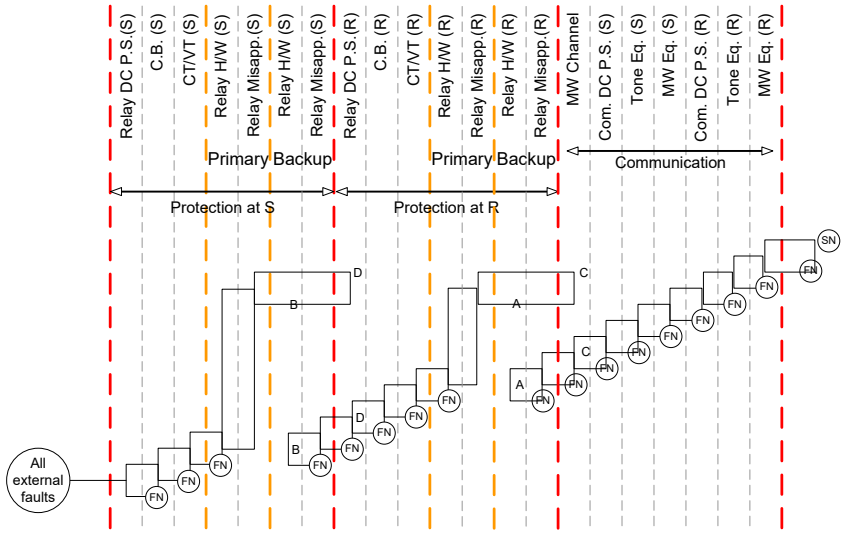 Relay DC P.S.(S)
C.B. (S)
CT/VT (S)
Relay H/W (S)
Relay Misapp.(S)
Relay H/W (S)
Relay Misapp. (S)
Relay DC P.S.(R)
C.B. (R)
CT/VT (R)
Relay H/W (R)
Relay Misapp.(R)
Relay H/W (R)
Relay Misapp.(R)
MW Channel
Com. DC P.S. (S)
Tone Eq. (S)
MW Eq. (S)
Com. DC P.S. (R)
Tone Eq. (R)
MW Eq. (R)
Primary Backup
Primary Backup
Communication
Protection at S
Protection at R
SN
D
C
FN
B
A
FN
FN
FN
FN
C
FN
FN
A
FN
FN
FN
D
FN
FN
B
FN
FN
FN
FN
FN
All
external
faults